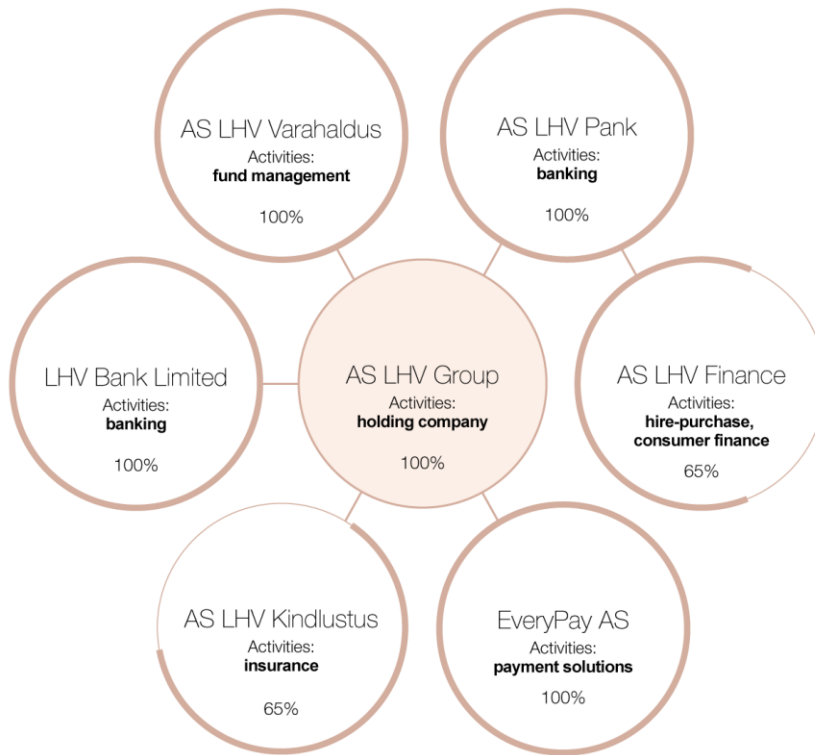 AS LHV Varahaldus
Activities:
fund management
100%
AS LHV Pank
Activities:
banking
100%
LHV Bank Limited
Activities:
banking
100%
AS LHV Group
Activities:
holding company
100%
AS LHV Finance
Activities:
hire-purchase,
consumer finance
65%
AS LHV Kindlustus
Activities:
insurance
65%
EveryPay AS
Activities:
payment solutions
100%